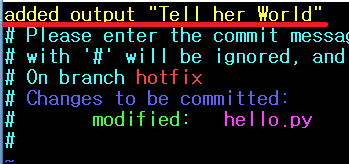 added output "Tell her World"
# Please enter the commit messag
# with '#' will be ignored, and
# On branch hotfix
# Changes to be committed:
#       modified:   hello.py
#
~